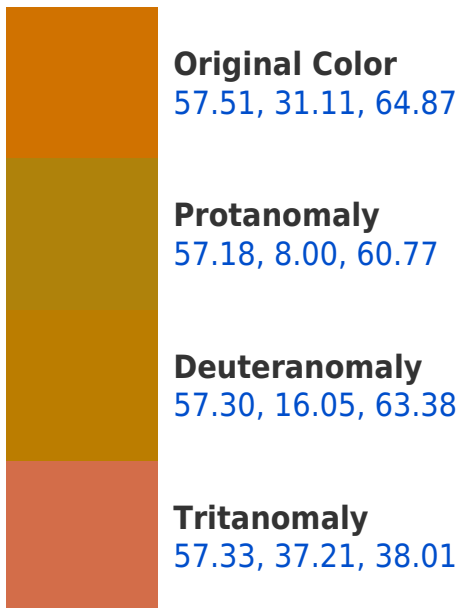 Original Color
57.51, 31.11, 64.87
Protanomaly
57.18, 8.00, 60.77
Deuteranomaly
57.30, 16.05, 63.38
Tritanomaly
57.33, 37.21, 38.01